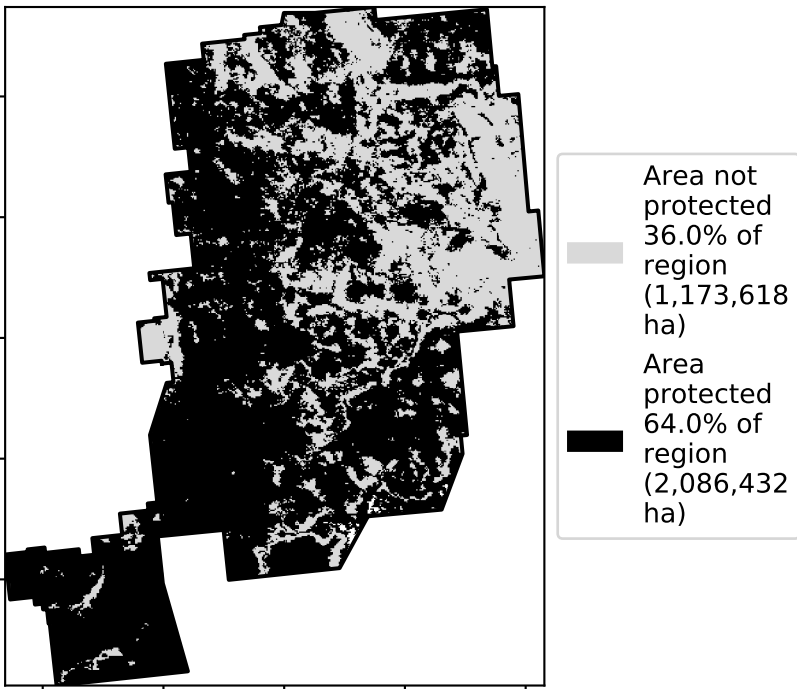 Area not
protected
36.0% of
region
(1,173,618
ha)
Area
protected
64.0% of
region
(2,086,432
ha)